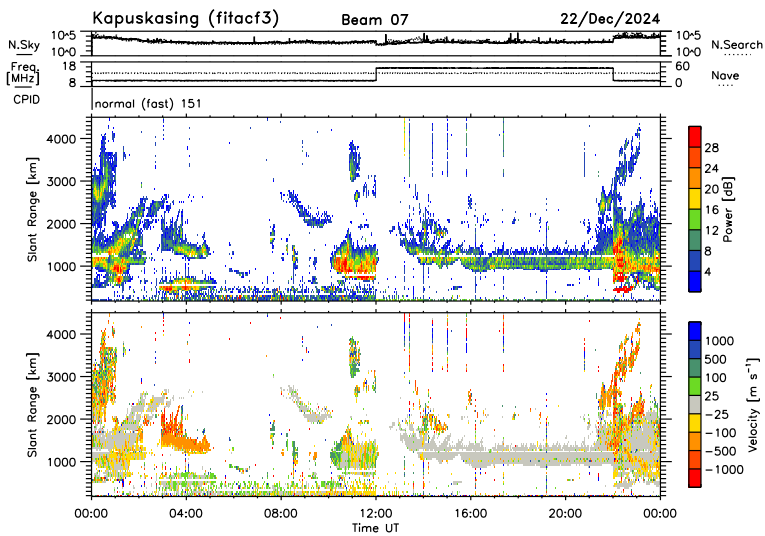 Kapuskasing (fitacf3) Beam 07 22/Dec/2024
N.Sky 10^5 10^0 10^5 10^0 N.Search
Freq. [MHz] 18 8 60 0 Nave
CPID normal (fast) 151
Slant Range [km] 4000 3000 2000 1000
Power [dB] 28 24 20 16 12 8 4
Slant Range [km] 4000 3000 2000 1000
Velocity [m s⁻¹] 1000 500 100 25 −25 −100 −500 −1000
00:00 04:00 08:00 12:00 16:00 20:00 00:00
Time UT